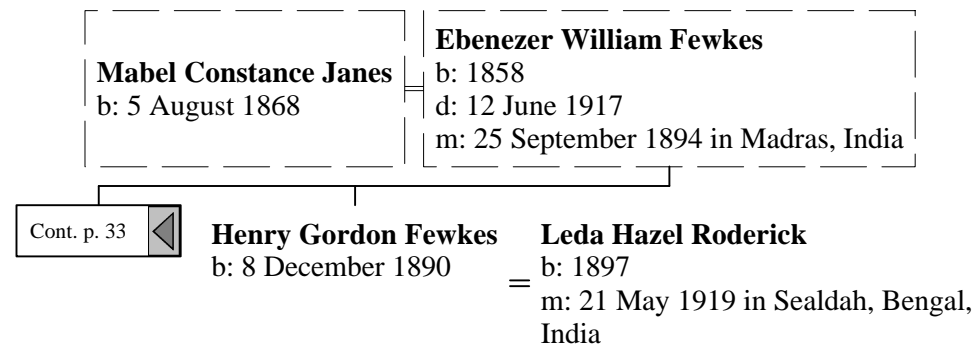 Mabel Constance Janes
b: 5 August 1868
Ebenezer William Fewkes
b: 1858
d: 12 June 1917
m: 25 September 1894 in Madras, India
Cont. p. 33
Henry Gordon Fewkes
b: 8 December 1890
=
Leda Hazel Roderick
b: 1897
m: 21 May 1919 in Sealdah, Bengal,
India